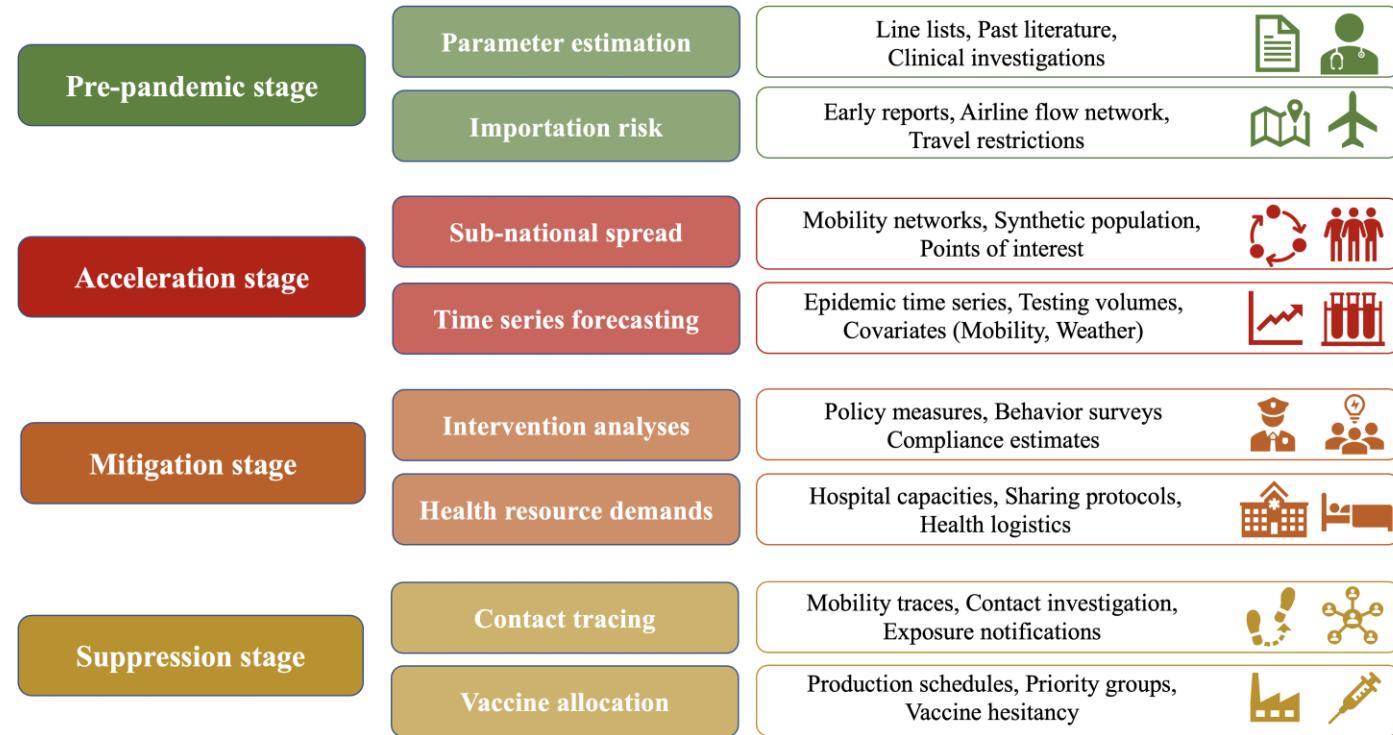 Pre-pandemic stage
Parameter estimation
Line lists, Past literature,
Clinical investigations
Importation risk
Early reports, Airline flow network,
Travel restrictions
Acceleration stage
Sub-national spread
Mobility networks, Synthetic population,
Points of interest
Time series forecasting
Epidemic time series, Testing volumes,
Covariates (Mobility, Weather)
Mitigation stage
Intervention analyses
Policy measures, Behavior surveys
Compliance estimates
Health resource demands
Hospital capacities, Sharing protocols,
Health logistics
Suppression stage
Contact tracing
Mobility traces, Contact investigation,
Exposure notifications
Vaccine allocation
Production schedules, Priority groups,
Vaccine hesitancy